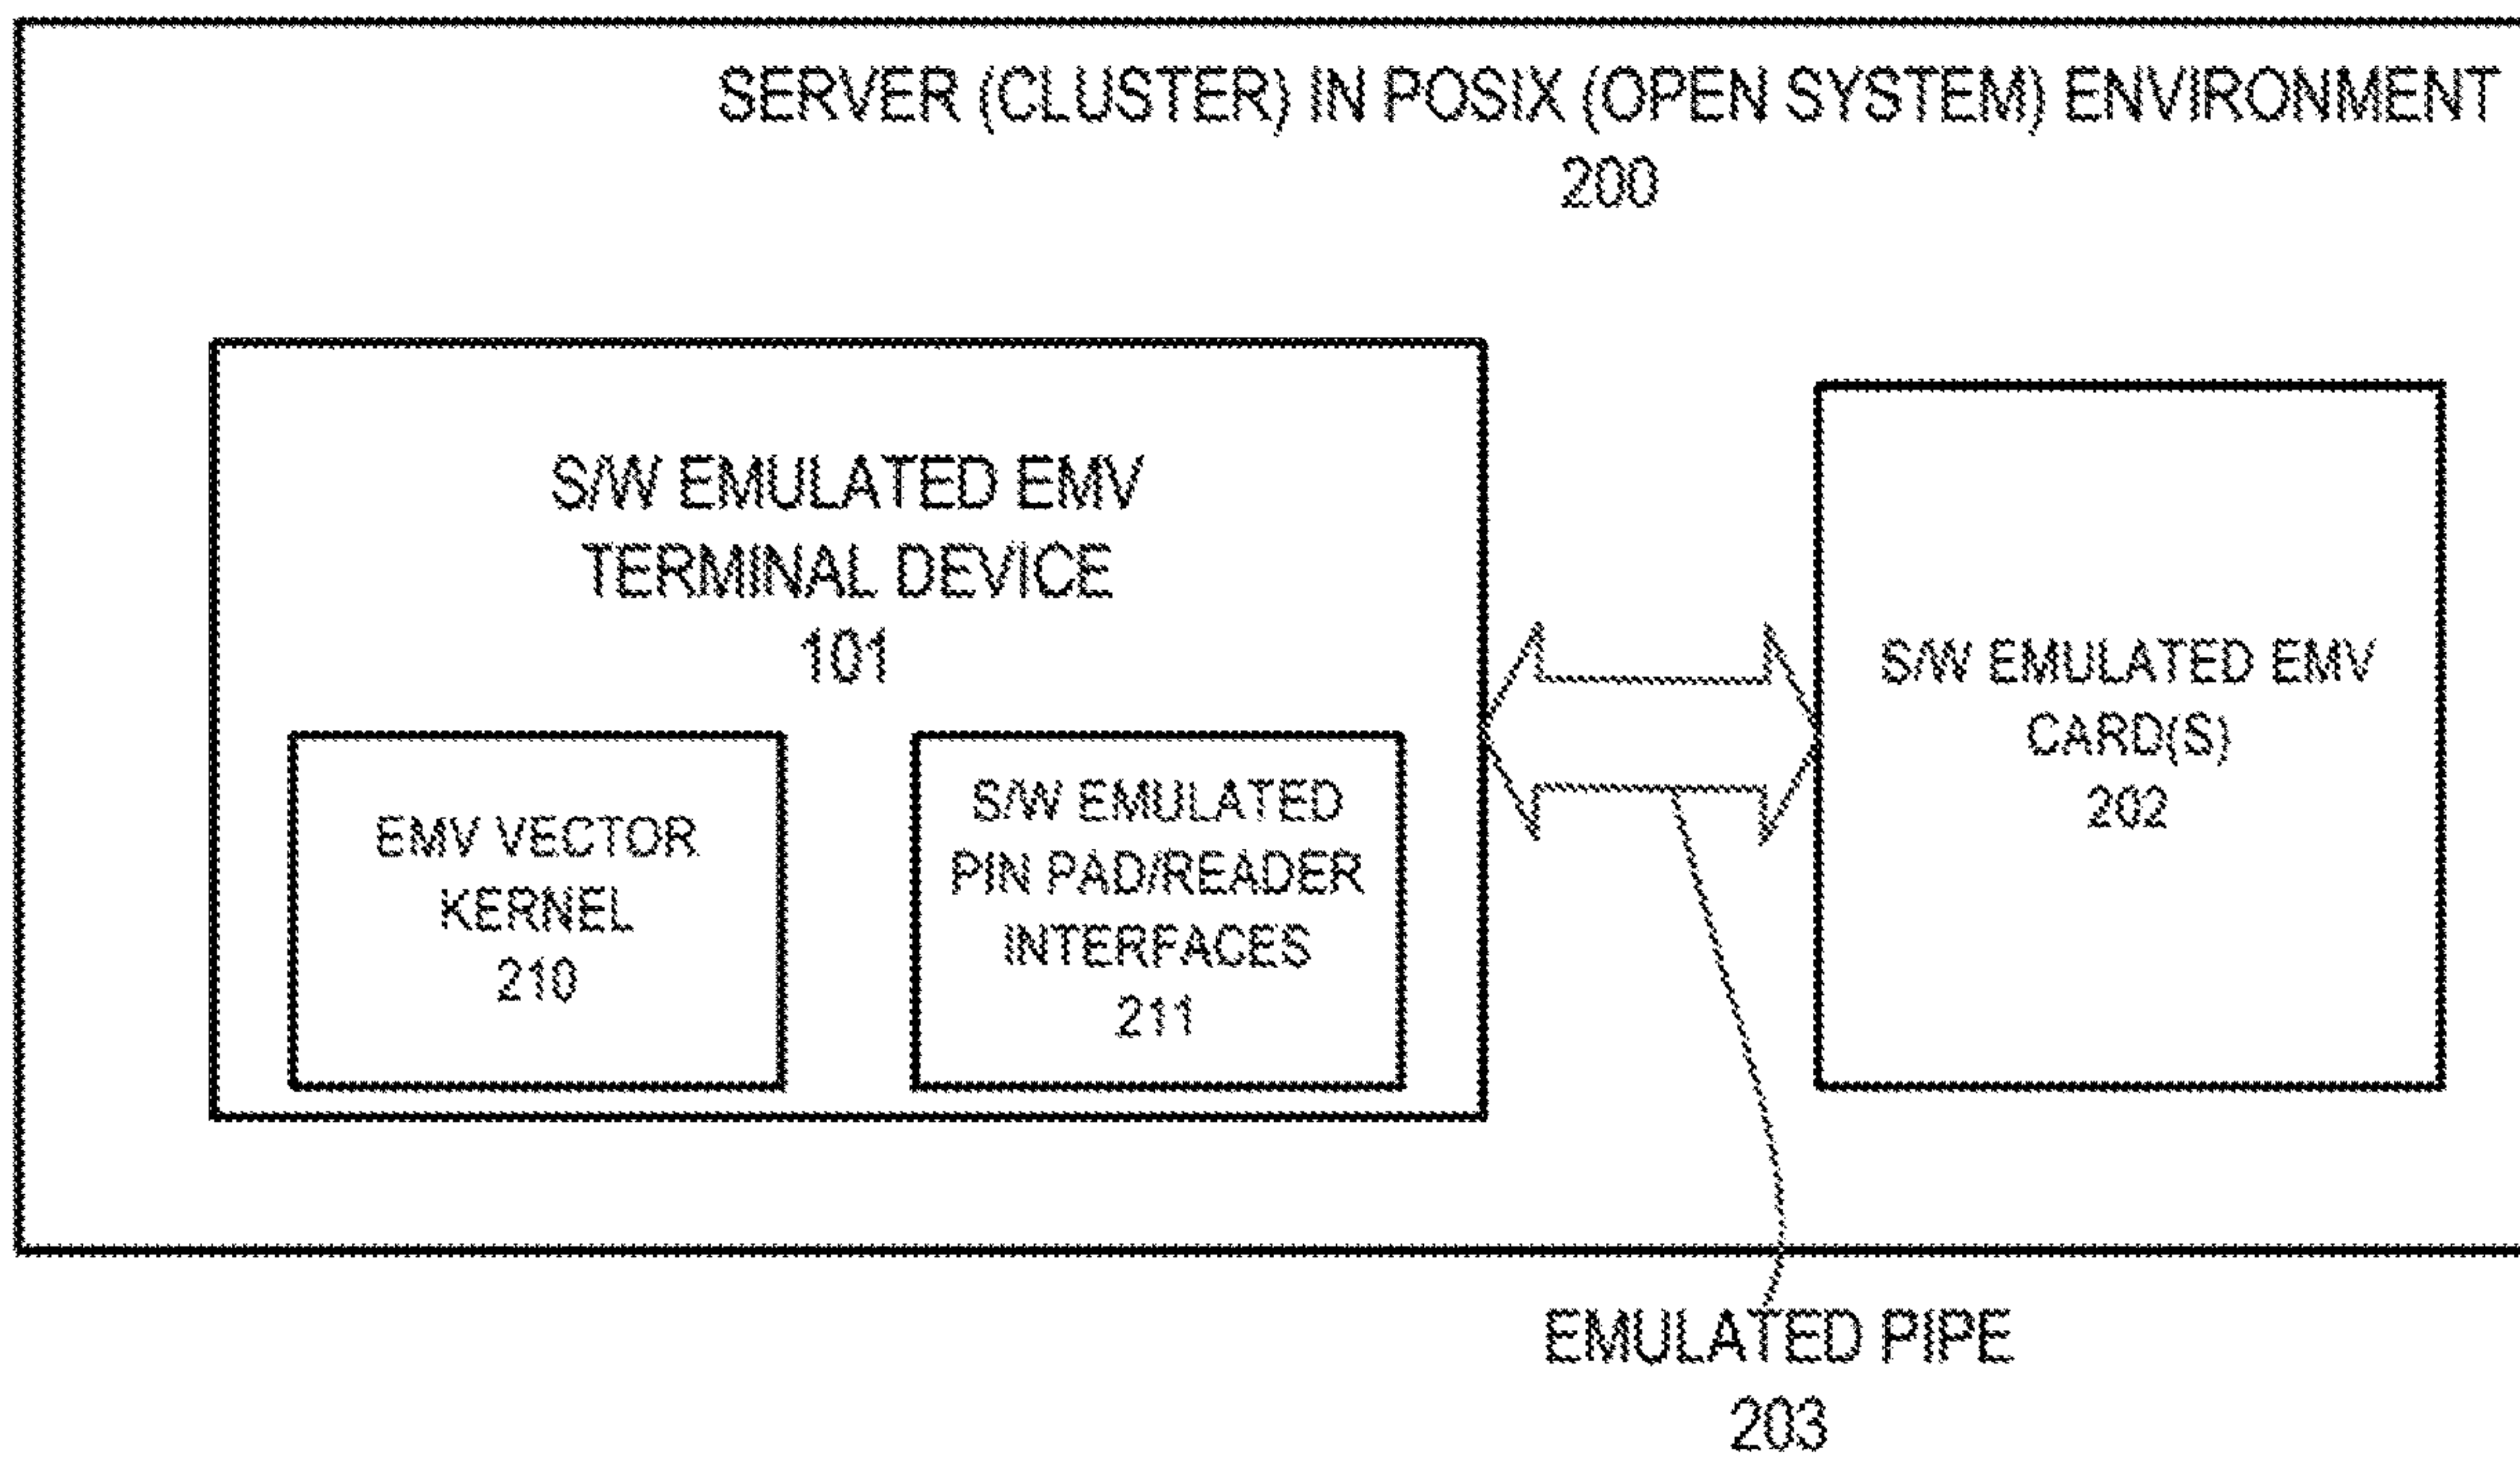 SERVER (CLUSTER) IN POSIX (OPEN SYSTEM) ENVIRONMENT
200
S/W EMULATED EMV
TERMINAL DEVICE
101
EMV VECTOR
KERNEL
210
S/W EMULATED
PIN PAD/READER
INTERFACES
211
S/W EMULATED EMV
CARD(S)
202
EMULATED PIPE
203